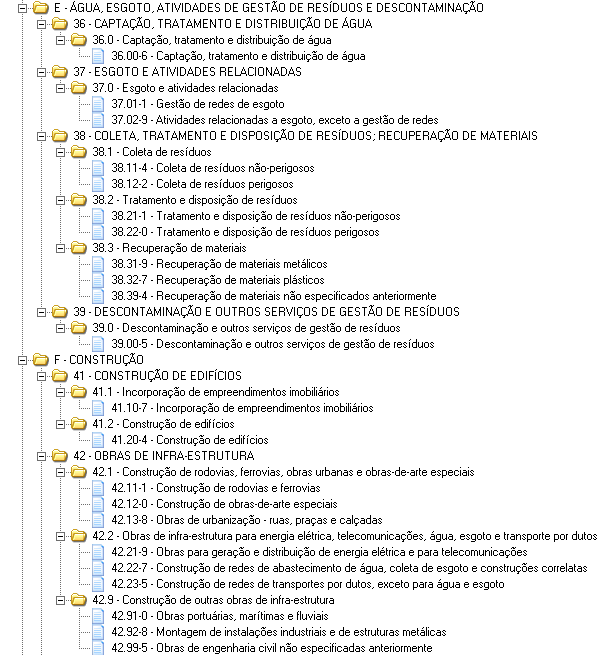 E - ÁGUA, ESGOTO, ATIVIDADES DE GESTÃO DE RESÍDUOS E DESCONTAMINAÇÃO
36 - CAPTAÇÃO, TRATAMENTO E DISTRIBUIÇÃO DE ÁGUA
36.0 - Captação, tratamento e distribuição de água
36.00-6 - Captação, tratamento e distribuição de água
37 - ESGOTO E ATIVIDADES RELACIONADAS
37.0 - Esgoto e atividades relacionadas
37.01-1 - Gestão de redes de esgoto
37.02-9 - Atividades relacionadas a esgoto, exceto a gestão de redes
38 - COLETA, TRATAMENTO E DISPOSIÇÃO DE RESÍDUOS; RECUPERAÇÃO DE MATERIAIS
38.1 - Coleta de resíduos
38.11-4 - Coleta de resíduos não-perigosos
38.12-2 - Coleta de resíduos perigosos
38.2 - Tratamento e disposição de resíduos
38.21-1 - Tratamento e disposição de resíduos não-perigosos
38.22-0 - Tratamento e disposição de resíduos perigosos
38.3 - Recuperação de materiais
38.31-9 - Recuperação de materiais metálicos
38.32-7 - Recuperação de materiais plásticos
38.39-4 - Recuperação de materiais não especificados anteriormente
39 - DESCONTAMINAÇÃO E OUTROS SERVIÇOS DE GESTÃO DE RESÍDUOS
39.0 - Descontaminação e outros serviços de gestão de resíduos
39.00-5 - Descontaminação e outros serviços de gestão de resíduos
F - CONSTRUÇÃO
41 - CONSTRUÇÃO DE EDIFÍCIOS
41.1 - Incorporação de empreendimentos imobiliários
41.10-7 - Incorporação de empreendimentos imobiliários
41.2 - Construção de edifícios
41.20-4 - Construção de edifícios
42 - OBRAS DE INFRA-ESTRUTURA
42.1 - Construção de rodovias, ferrovias, obras urbanas e obras-de-arte especiais
42.11-1 - Construção de rodovias e ferrovias
42.12-0 - Construção de obras-de-arte especiais
42.13-8 - Obras de urbanização - ruas, praças e calçadas
42.2 - Obras de infra-estrutura para energia elétrica, telecomunicações, água, esgoto e transporte por dutos
42.21-9 - Obras para geração e distribuição de energia elétrica e para telecomunicações
42.22-7 - Construção de redes de abastecimento de água, coleta de esgoto e construções correlatas
42.23-5 - Construção de redes de transportes por dutos, exceto para água e esgoto
42.9 - Construção de outras obras de infra-estrutura
42.91-0 - Obras portuárias, marítimas e fluviais
42.92-8 - Montagem de instalações industriais e de estruturas metálicas
42.99-5 - Obras de engenharia civil não especificadas anteriormente